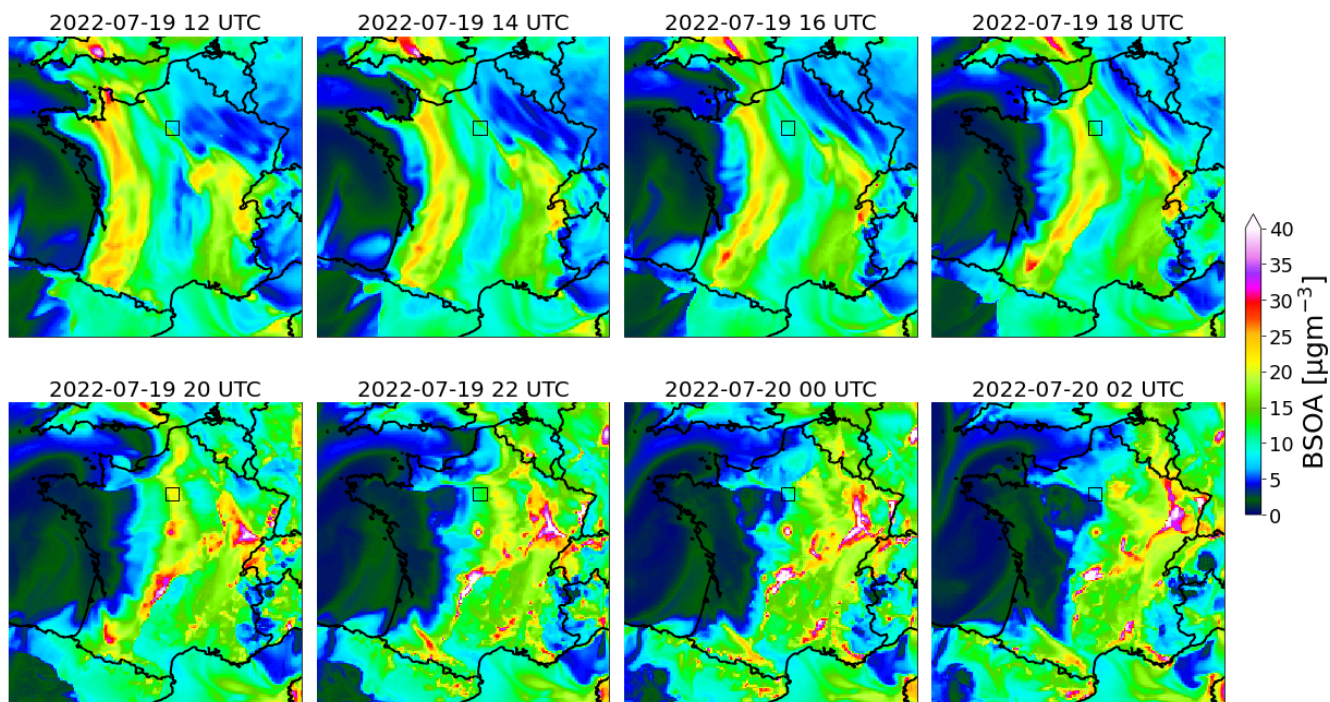 2022-07-19 12 UTC
2022-07-19 14 UTC
2022-07-19 16 UTC
2022-07-19 18 UTC
40
35
30
25
20
15
10
5
0
BSOA [µgm⁻³]
2022-07-19 20 UTC
2022-07-19 22 UTC
2022-07-20 00 UTC
2022-07-20 02 UTC